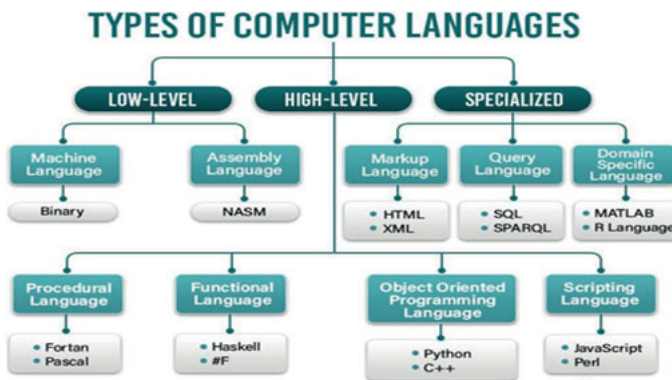 TYPES OF COMPUTER LANGUAGES
LOW-LEVEL
HIGH-LEVEL
SPECIALIZED
Machine
Language
Binary
Assembly
Language
NASM
Markup
Language
HTML
XML
Query
Language
SQL
SPARQL
Domain
Specific
Language
MATLAB
R Language
Procedural
Language
Fortan
Pascal
Functional
Language
Haskell
#F
Object Oriented
Programming
Language
Python
C++
Scripting
Language
JavaScript
Perl